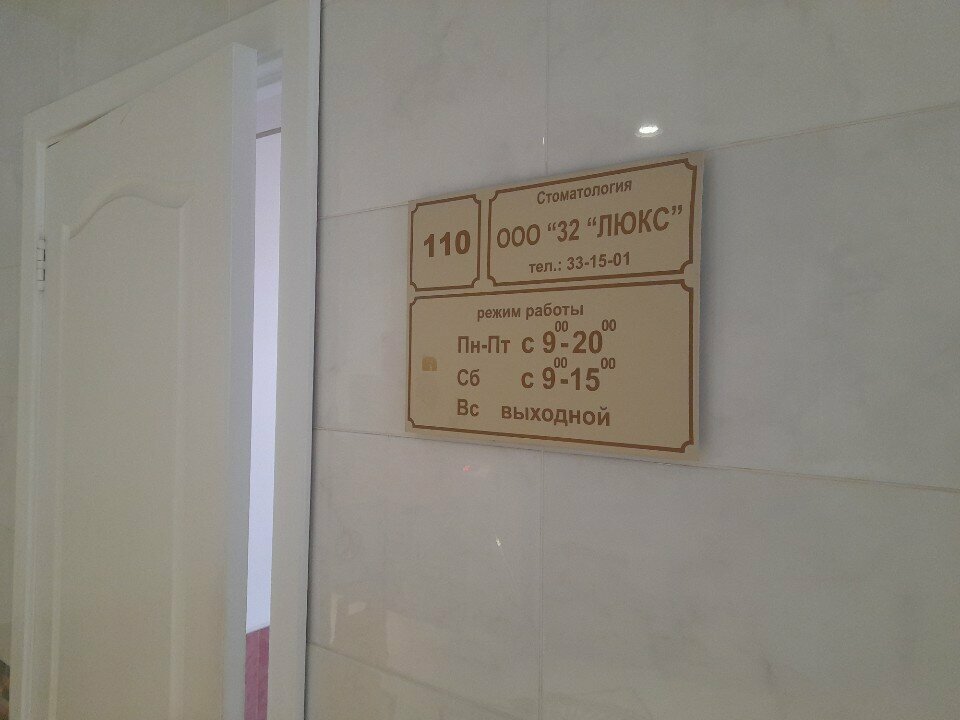 110
Стоматология
ООО “32 “ЛЮКС”
тел.: 33-15-01
режим работы
Пн-Пт с 9⁰⁰-20⁰⁰
Сб с 9⁰⁰-15⁰⁰
Вс выходной